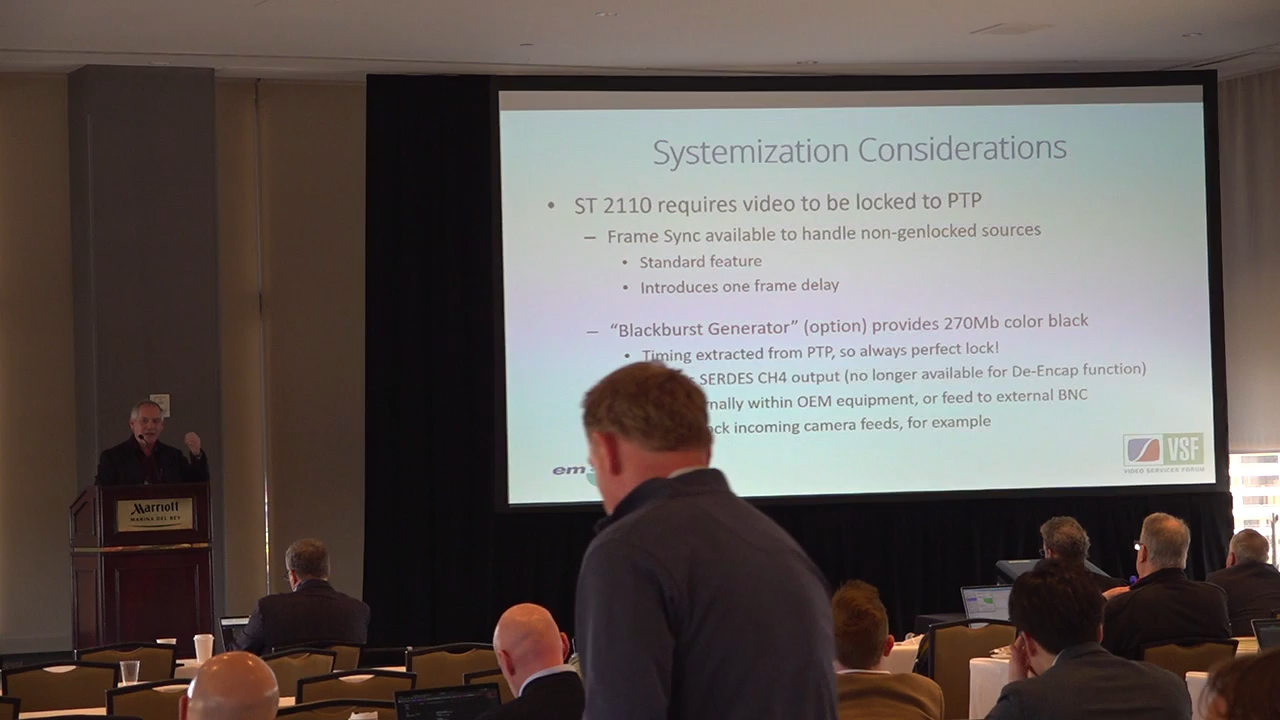 Systemization Considerations
• ST 2110 requires video to be locked to PTP
– Frame Sync available to handle non-genlocked sources
• Standard feature
• Introduces one frame delay
– “Blackburst Generator” (option) provides 270Mb color black
• Timing extracted from PTP, so always perfect lock!
SERDES CH4 output (no longer available for De-Encap function)
within OEM equipment, or feed to external BNC
incoming camera feeds, for example
VSF
VIDEO SERVICES FORUM
Marriott
MARINA DEL REY